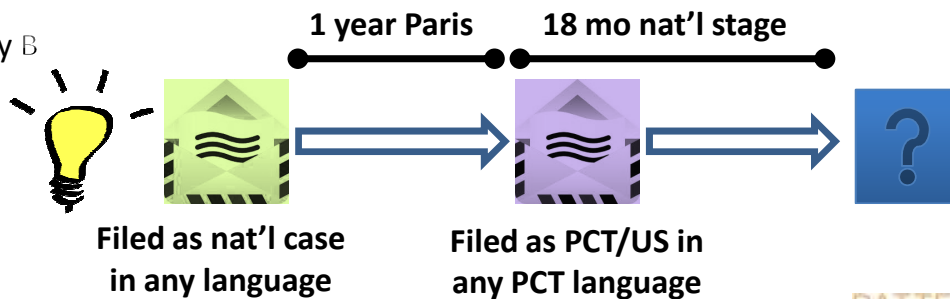 1 year Paris
18 mo nat'l stage
y B
?
Filed as nat'l case
in any language
Filed as PCT/US in
any PCT language